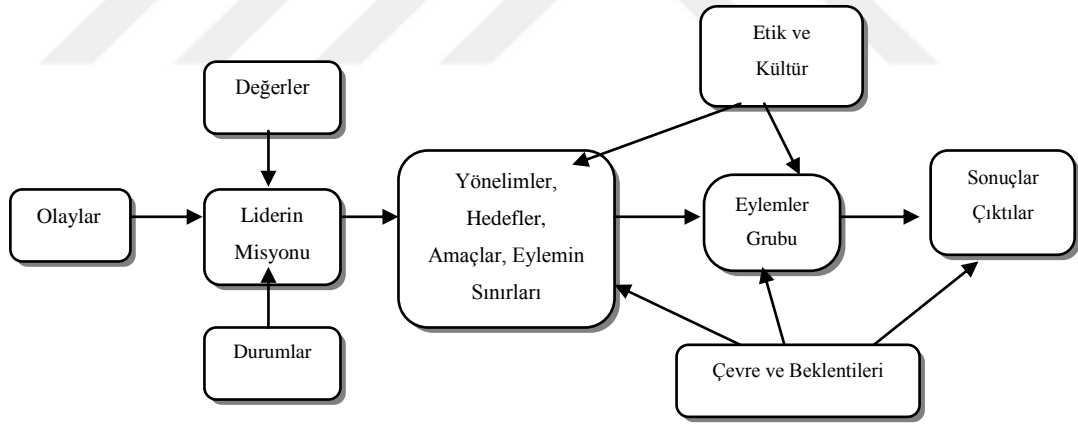 Etik ve
Kültür
Değerler
Olaylar
Liderin
Misyonu
Yönelimler,
Hedefler,
Amaçlar, Eylemin
Sınırları
Eylemler
Grubu
Sonuçlar
Çıktılar
Durumlar
Çevre ve Beklentileri